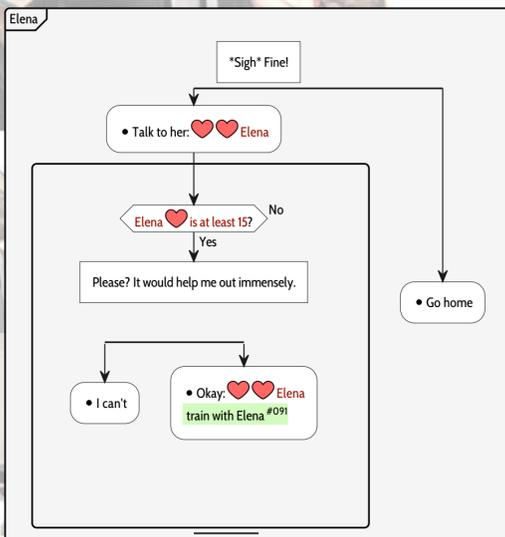 Elena
*Sigh* Fine!
• Talk to her: ❤❤ Elena
Elena ❤ is at least 15?
No
Yes
Please? It would help me out immensely.
• Go home
• I can't
• Okay: ❤❤ Elena
train with Elena #091